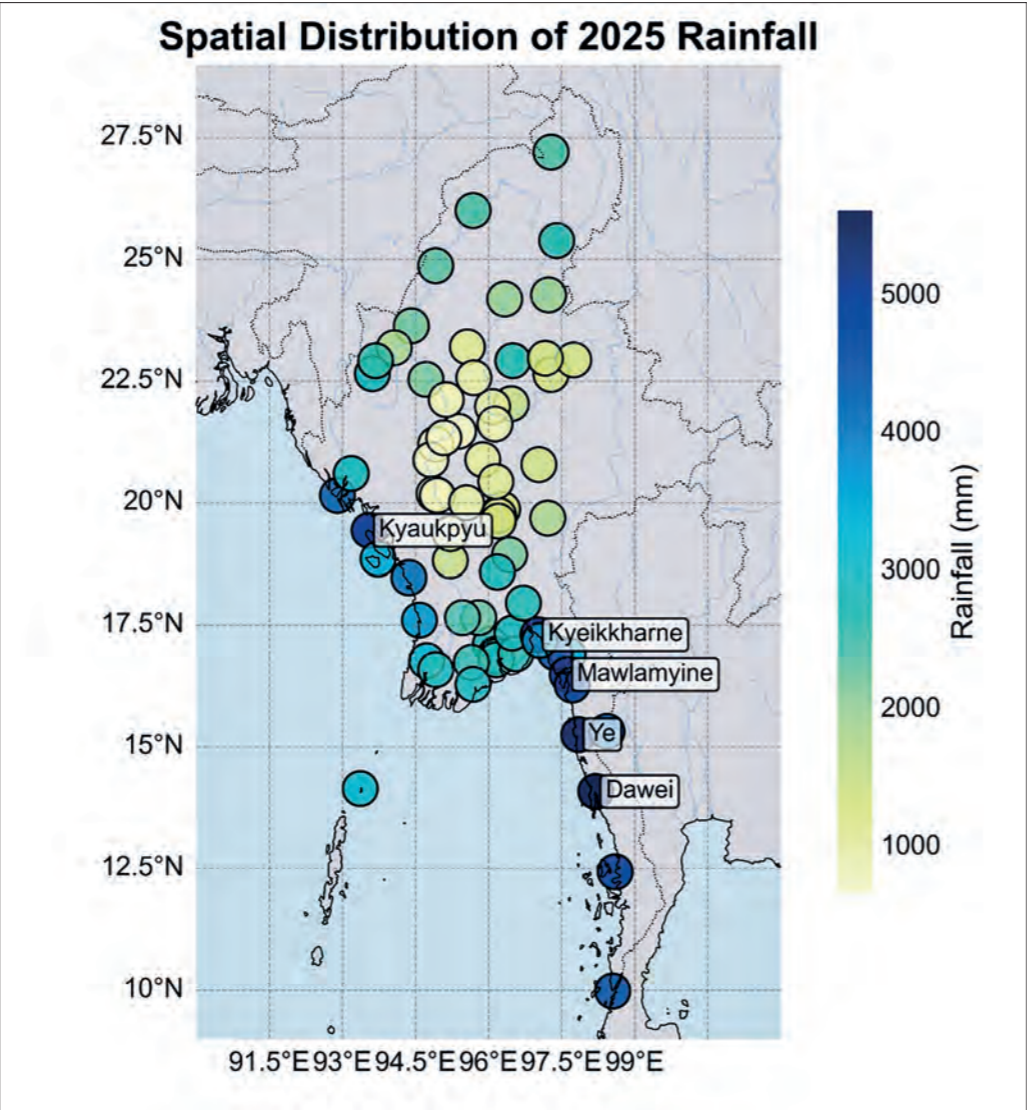 Spatial Distribution of 2025 Rainfall
27.5°N
25°N
22.5°N
20°N
17.5°N
15°N
12.5°N
10°N
91.5°E93°E94.5°E96°E97.5°E99°E
Kyaukpyu
Kyeikkharne
Mawlamyine
Ye
Dawei
5000
4000
3000
2000
1000
Rainfall (mm)